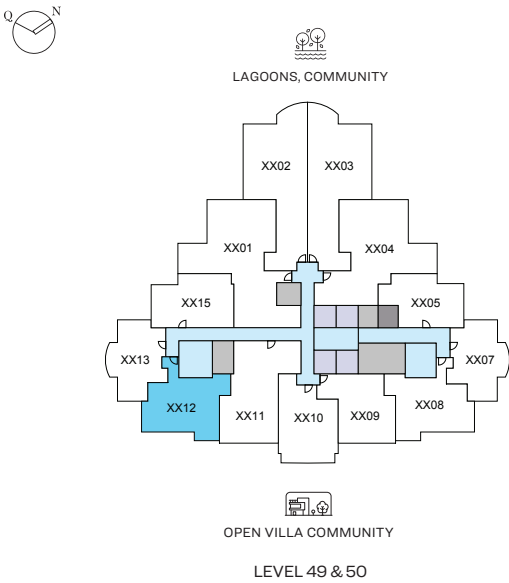 Q N
LAGOONS, COMMUNITY
XX02 XX03
XX01 XX04
XX15 XX05
XX13 XX07
XX12 XX11 XX10 XX09 XX08
OPEN VILLA COMMUNITY
LEVEL 49 & 50